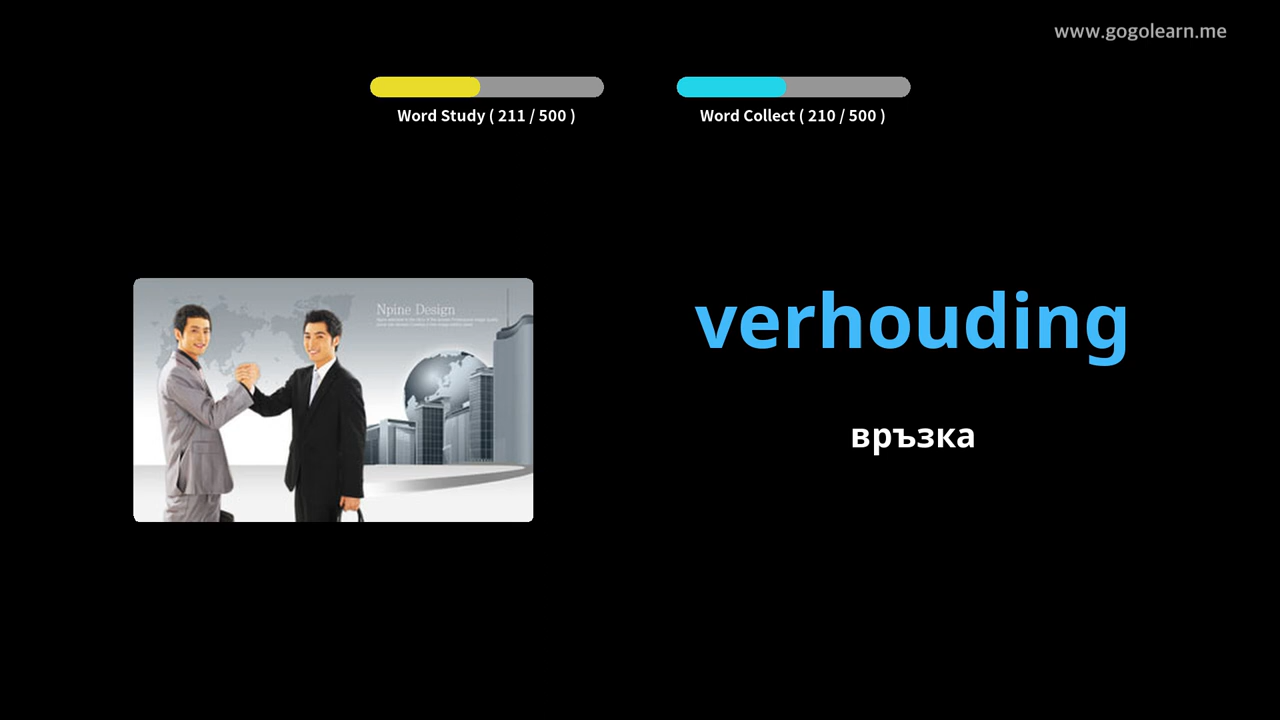 www.gogolearn.me
Word Study ( 211 / 500 )
Word Collect ( 210 / 500 )
Npine Design
verhouding
връзка